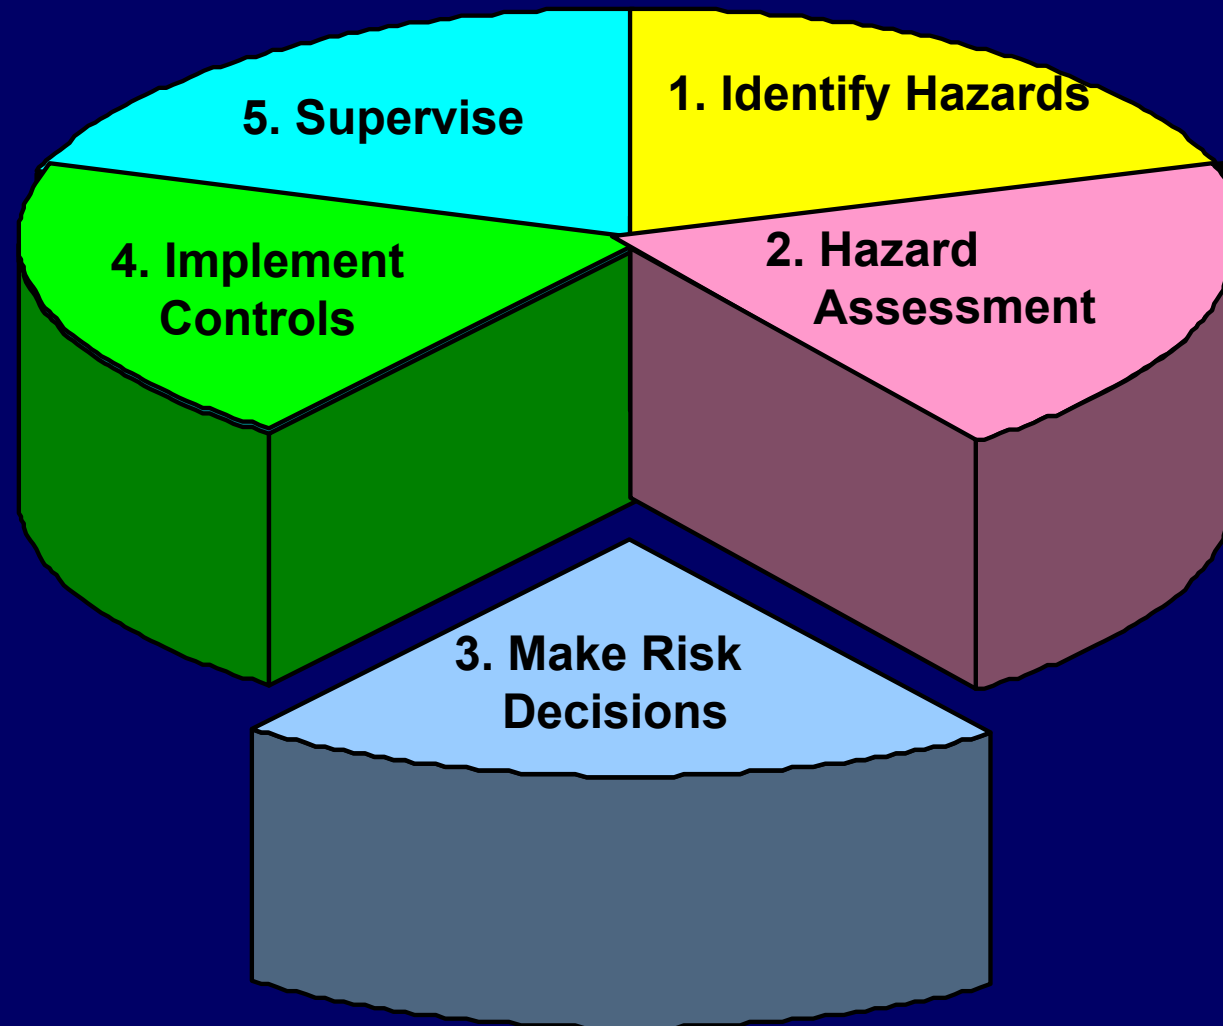 1. Identify Hazards
2. Hazard
Assessment
3. Make Risk
Decisions
4. Implement
Controls
5. Supervise